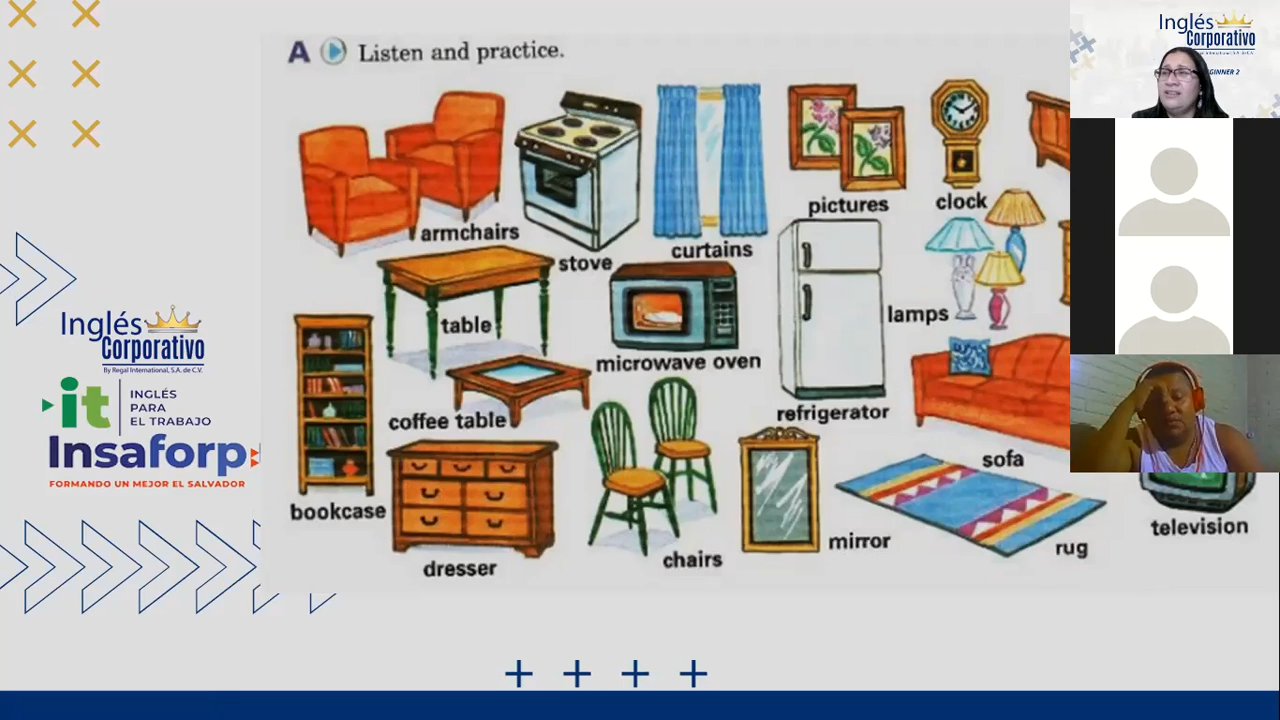 A Listen and practice.
armchairs
stove
curtains
pictures
clock
table
microwave oven
refrigerator
lamps
coffee table
sofa
bookcase
dresser
chairs
mirror
rug
television
Inglés
Corporativo
By Regal International, S.A. de C.V.
it
INGLÉS
PARA
EL TRABAJO
Insaforp
FORMANDO UN MEJOR EL SALVADOR
Inglés
Corporativo
GINNER 2